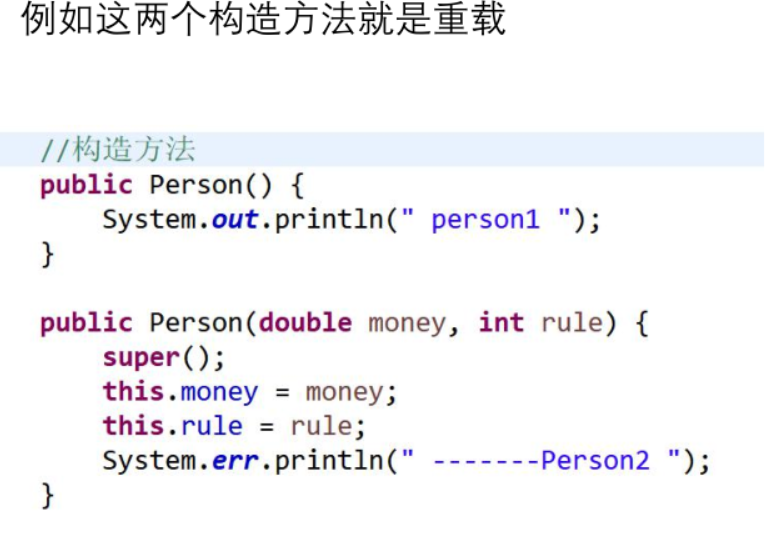 例如这两个构造方法就是重载
//构造方法
public Person() {
System.out.println(" person1 ");
}
public Person(double money, int rule) {
super();
this.money = money;
this.rule = rule;
System.err.println(" -------Person2 ");
}